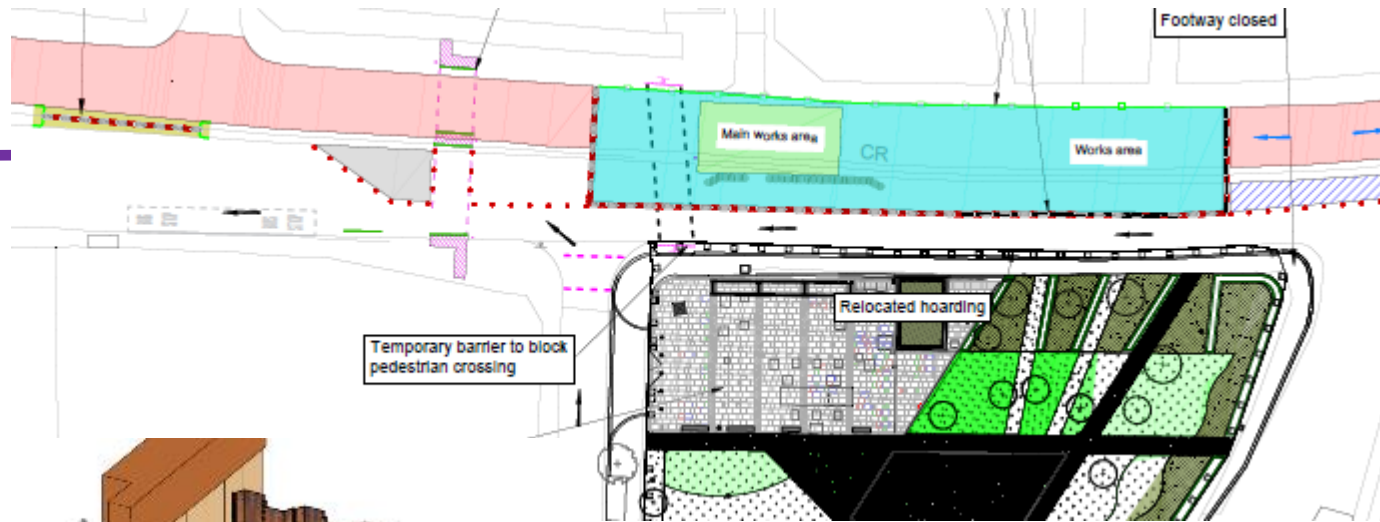 Footway closed
Main works area
CR
Works area
Relocated hoarding
Temporary barrier to block
pedestrian crossing